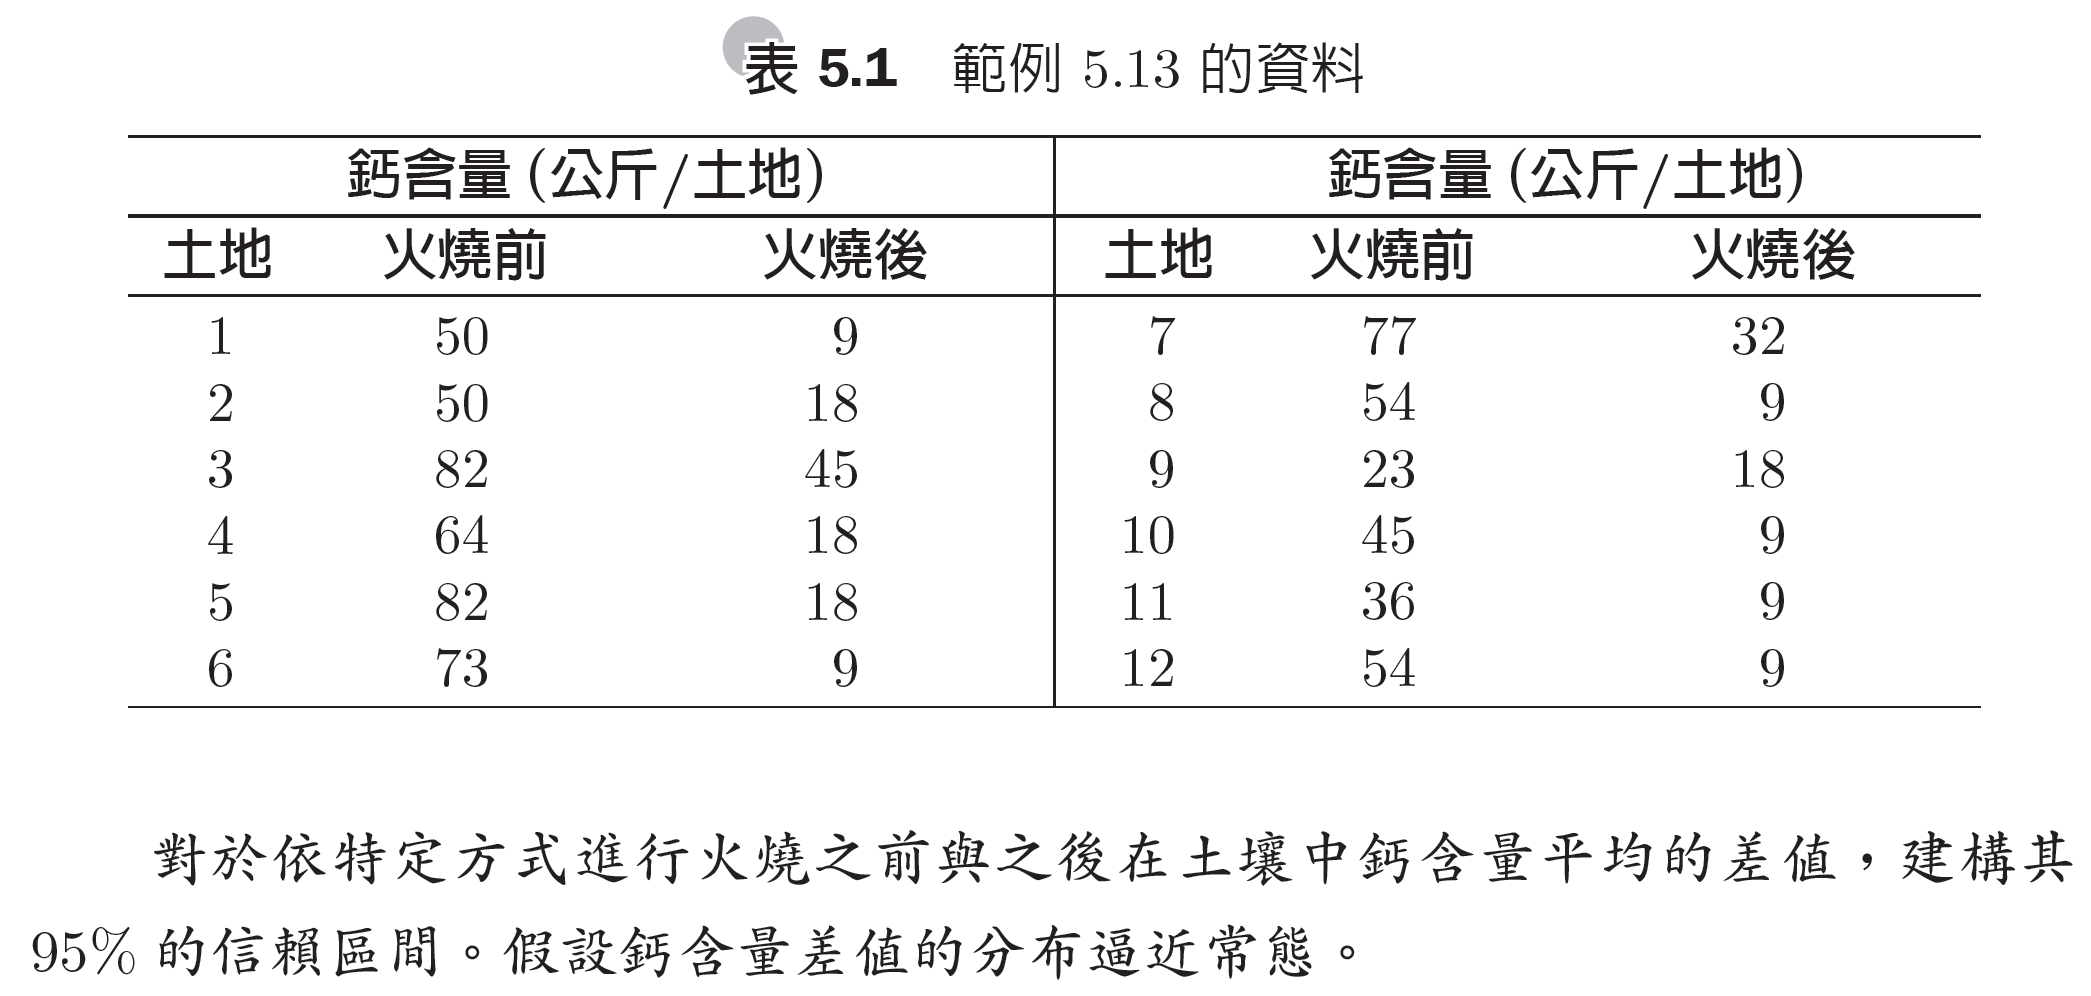 表 5.1 範例 5.13 的資料
鈣含量 (公斤/土地) 鈣含量 (公斤/土地)
土地 火燒前 火燒後 土地 火燒前 火燒後
1 50 9 7 77 32
2 50 18 8 54 9
3 82 45 9 23 18
4 64 18 10 45 9
5 82 18 11 36 9
6 73 9 12 54 9
對於依特定方式進行火燒之前與之後在土壤中鈣含量平均的差值，建構其
95% 的信賴區間。假設鈣含量差值的分布逼近常態。